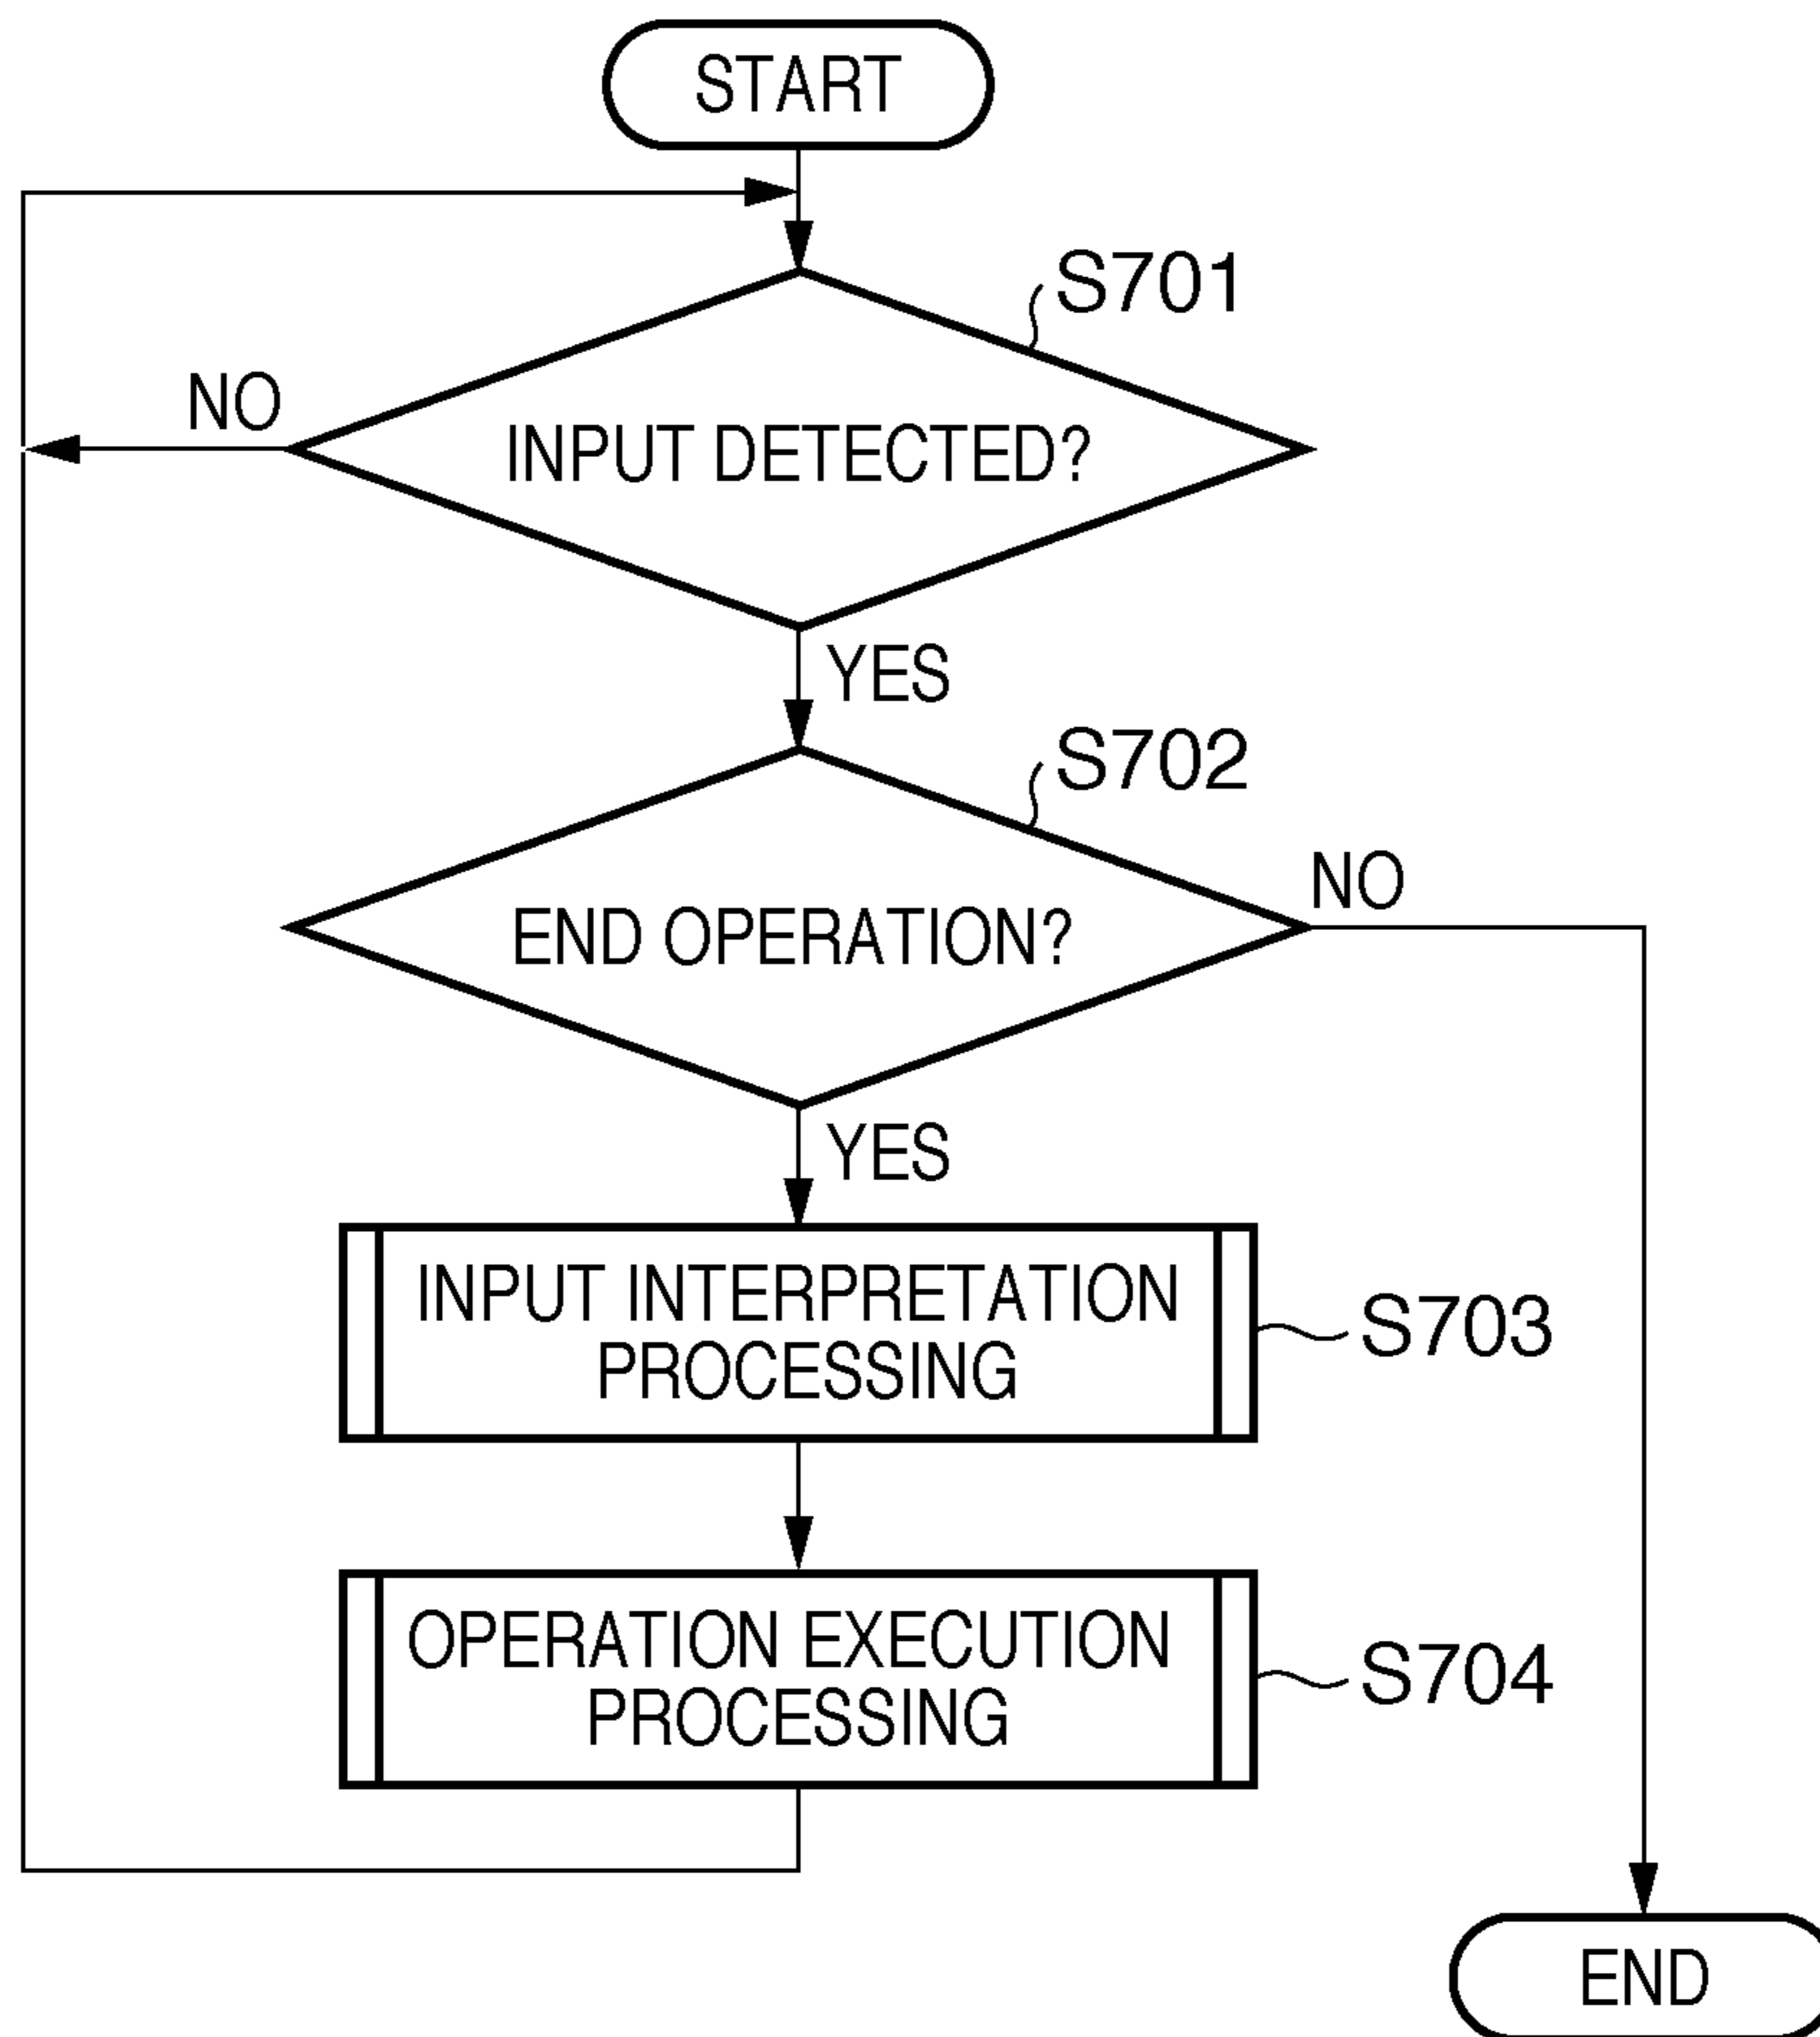 START
S701
NO
INPUT DETECTED?
YES
S702
NO
END OPERATION?
YES
INPUT INTERPRETATION
PROCESSING
S703
OPERATION EXECUTION
PROCESSING
S704
END